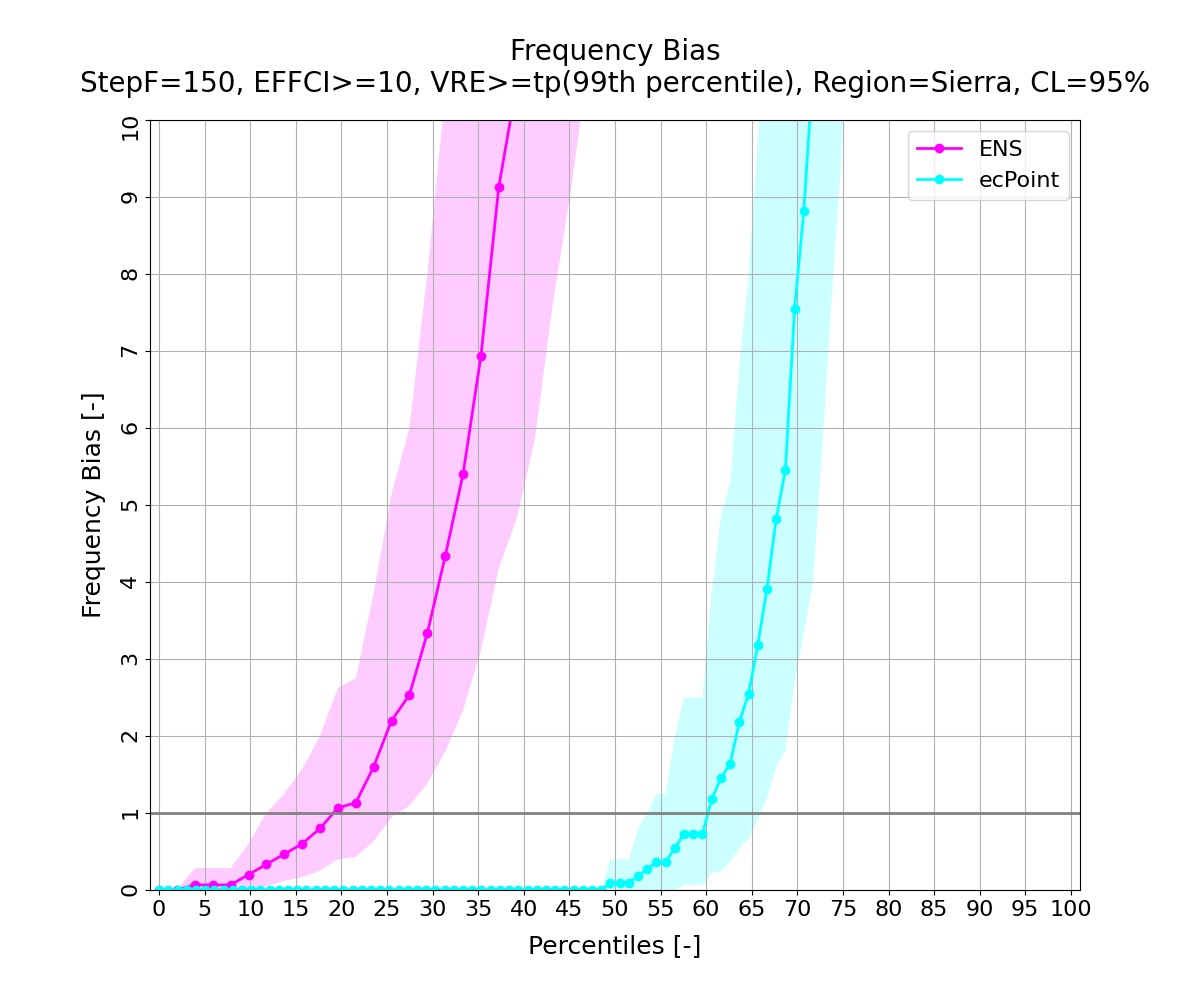 Frequency Bias
StepF=150, EFFCI>=10, VRE>=tp(99th percentile), Region=Sierra, CL=95%
10
9
8
7
6
5
4
3
2
1
0
Frequency Bias [-]
ENS
ecPoint
0 5 10 15 20 25 30 35 40 45 50 55 60 65 70 75 80 85 90 95 100
Percentiles [-]